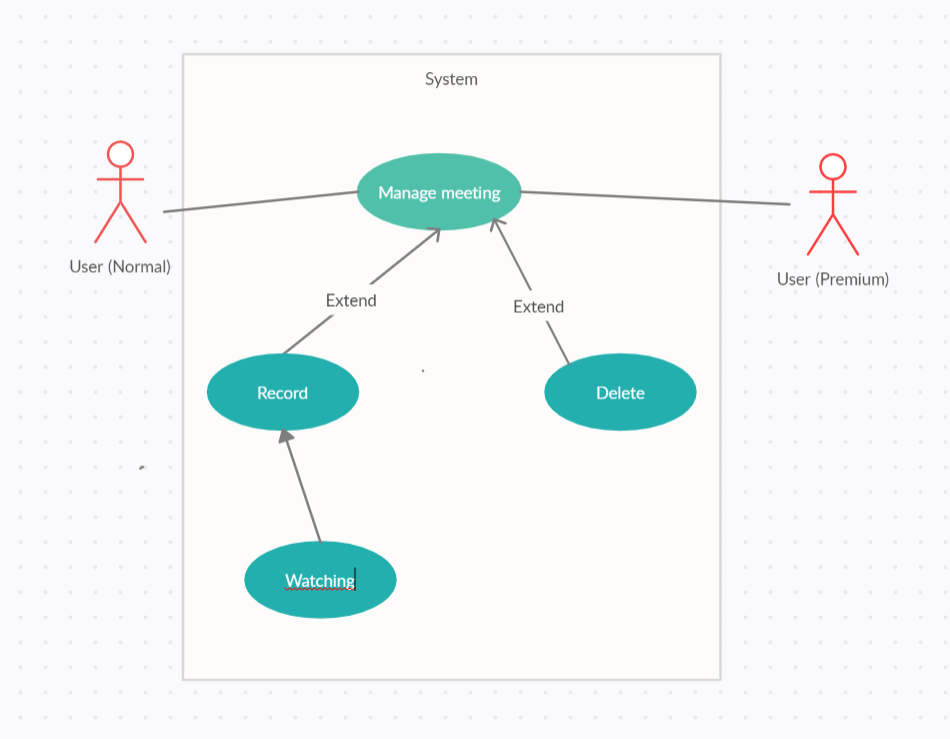 System
Manage meeting
User (Normal)
User (Premium)
Extend
Extend
Record
Delete
Watching